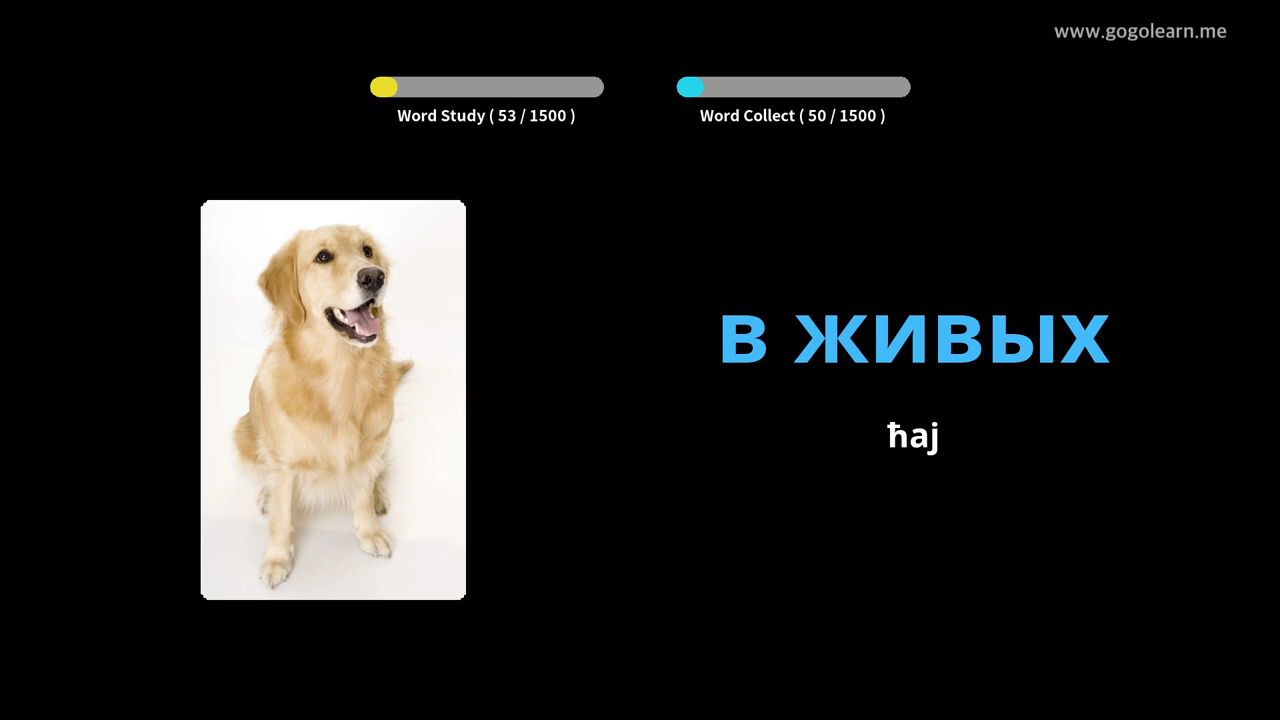 www.gogolearn.me
Word Study ( 53 / 1500 )
Word Collect ( 50 / 1500 )
в живых
ħaj